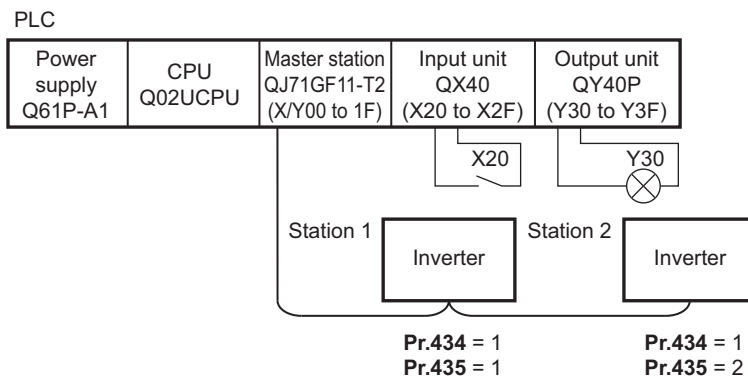 PLC
Power
supply
Q61P-A1
CPU
Q02UCPU
Master station
QJ71GF11-T2
(X/Y00 to 1F)
Input unit
QX40
(X20 to X2F)
Output unit
QY40P
(Y30 to Y3F)
X20
Y30
Station 1
Inverter
Station 2
Inverter
Pr.434 = 1
Pr.435 = 1
Pr.434 = 1
Pr.435 = 2